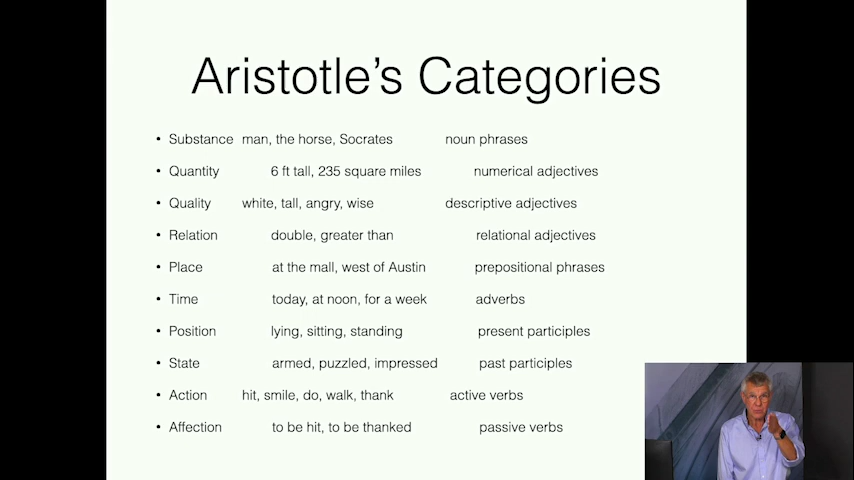 Aristotle's Categories
• Substance man, the horse, Socrates noun phrases
• Quantity 6 ft tall, 235 square miles numerical adjectives
• Quality white, tall, angry, wise descriptive adjectives
• Relation double, greater than relational adjectives
• Place at the mall, west of Austin prepositional phrases
• Time today, at noon, for a week adverbs
• Position lying, sitting, standing present participles
• State armed, puzzled, impressed past participles
• Action hit, smile, do, walk, thank active verbs
• Affection to be hit, to be thanked passive verbs